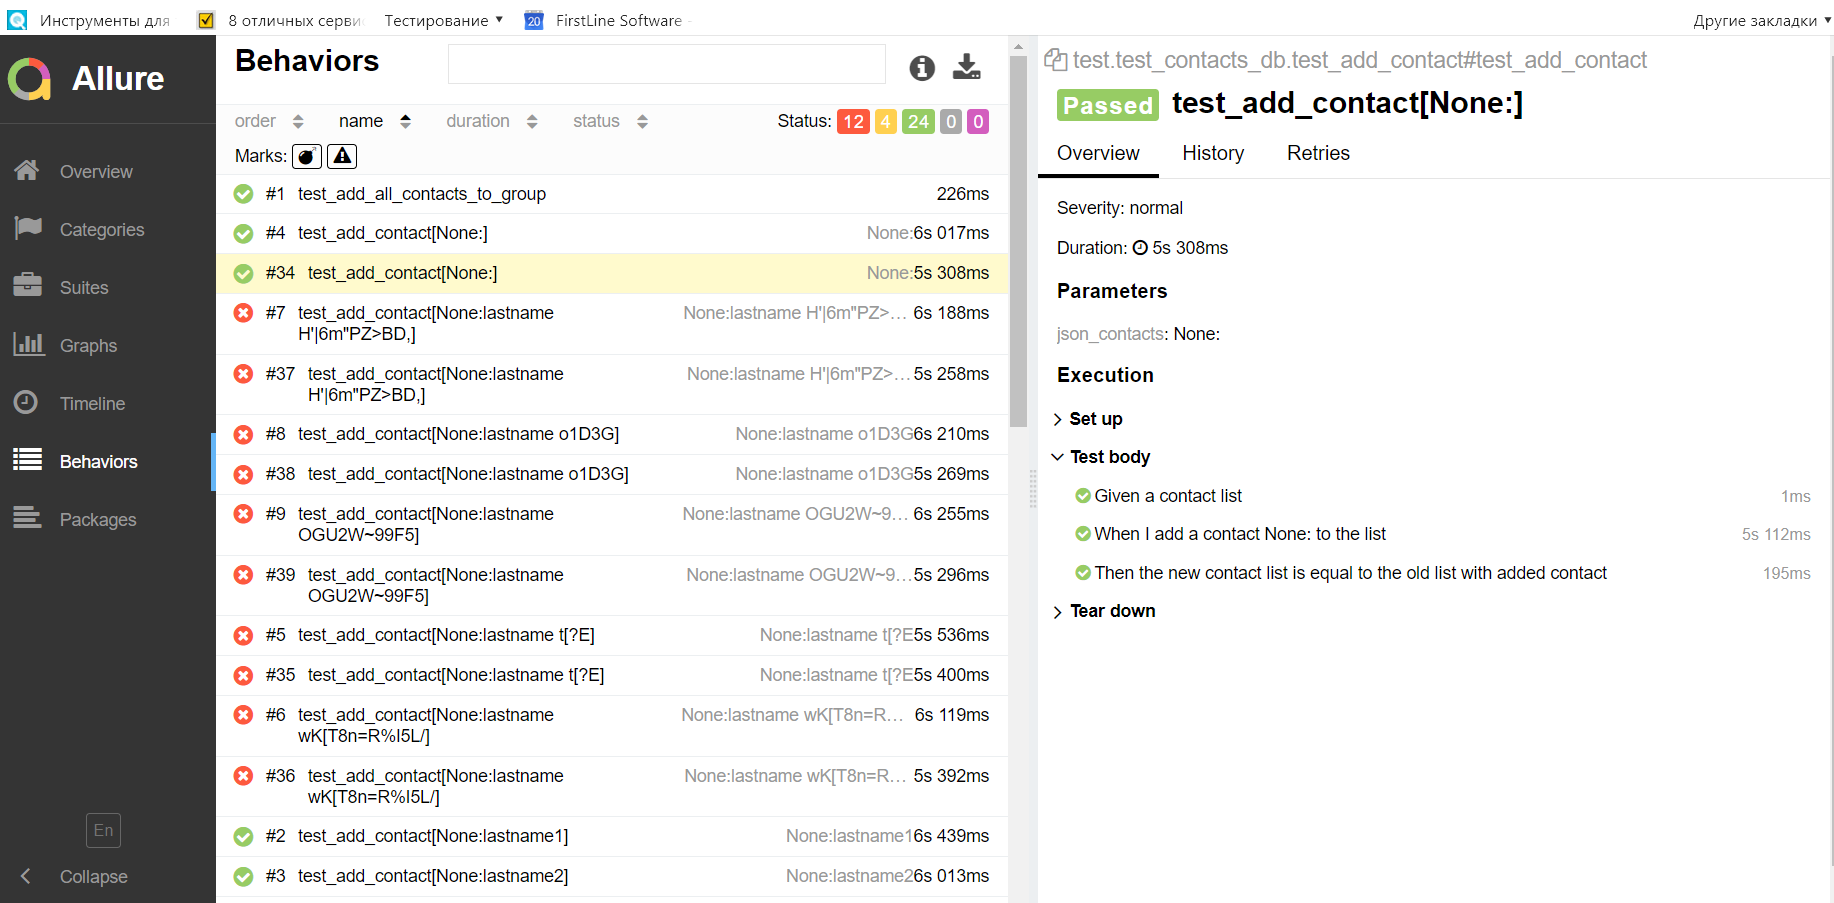 Инструменты для
8 отличных серви
Тестирование
20
FirstLine Software -
Другие закладки
Allure
Overview
Categories
Suites
Graphs
Timeline
Behaviors
Packages
En
Collapse
Behaviors
order name duration status Status: 12 4 24 0 0
Marks:
#1 test_add_all_contacts_to_group 226ms
#4 test_add_contact[None:] None: 6s 017ms
#34 test_add_contact[None:] None: 5s 308ms
#7 test_add_contact[None:lastname None:lastname H'|6m"PZ>... 6s 188ms
H'|6m"PZ>BD,]
#37 test_add_contact[None:lastname None:lastname H'|6m"PZ>... 5s 258ms
H'|6m"PZ>BD,]
#8 test_add_contact[None:lastname o1D3G] None:lastname o1D3G 6s 210ms
#38 test_add_contact[None:lastname o1D3G] None:lastname o1D3G 5s 269ms
#9 test_add_contact[None:lastname None:lastname OGU2W~9... 6s 255ms
OGU2W~99F5]
#39 test_add_contact[None:lastname None:lastname OGU2W~9... 5s 296ms
OGU2W~99F5]
#5 test_add_contact[None:lastname t[?E] None:lastname t[?E 5s 536ms
#35 test_add_contact[None:lastname t[?E] None:lastname t[?E 5s 400ms
#6 test_add_contact[None:lastname None:lastname wK[T8n=R... 6s 119ms
wK[T8n=R%I5L/]
#36 test_add_contact[None:lastname None:lastname wK[T8n=R... 5s 392ms
wK[T8n=R%I5L/]
#2 test_add_contact[None:lastname1] None:lastname1 6s 439ms
#3 test_add_contact[None:lastname2] None:lastname2 6s 013ms
test.test_contacts_db.test_add_contact#test_add_contact
Passed test_add_contact[None:]
Overview History Retries
Severity: normal
Duration: 5s 308ms
Parameters
json_contacts: None:
Execution
Set up
Test body
Given a contact list 1ms
When I add a contact None: to the list 5s 112ms
Then the new contact list is equal to the old list with added contact 195ms
Tear down